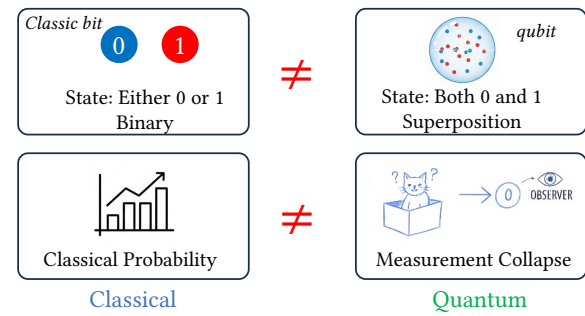 Classic bit
0 1
State: Either 0 or 1
Binary
≠
qubit
State: Both 0 and 1
Superposition
Classical Probability
≠
? ?
0
OBSERVER
Measurement Collapse
Classical
Quantum